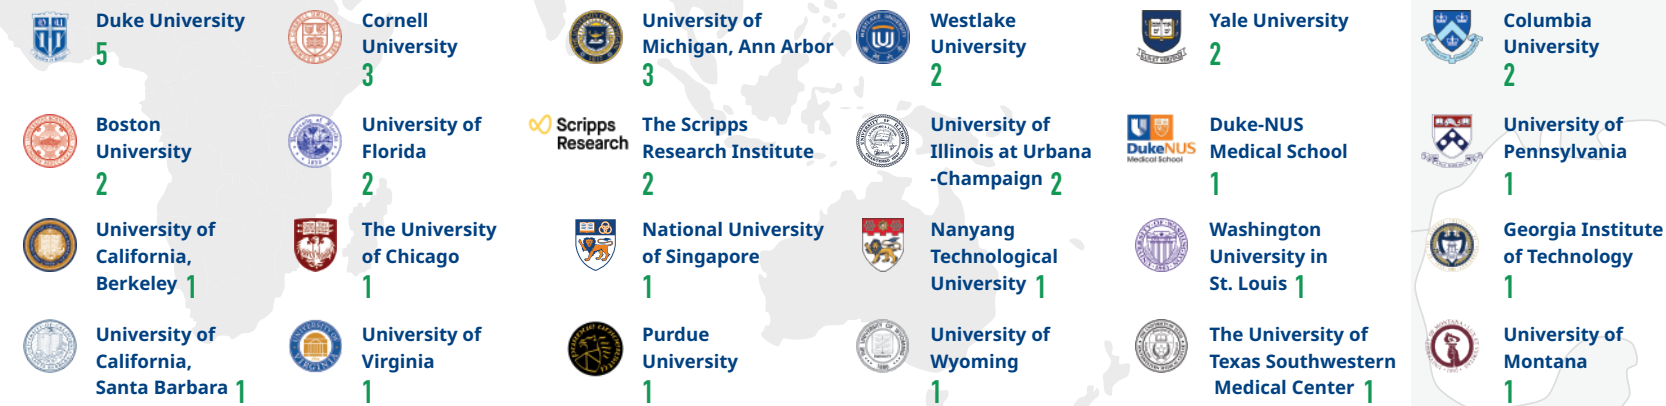 Duke University
5
Cornell
University
3
University of
Michigan, Ann Arbor
3
Westlake
University
2
Yale University
2
Columbia
University
2
Boston
University
2
University of
Florida
2
Scripps
Research
The Scripps
Research Institute
2
University of
Illinois at Urbana
-Champaign 2
DukeNUS
Medical School
Duke-NUS
Medical School
1
University of
Pennsylvania
1
University of
California,
Berkeley 1
The University
of Chicago
1
National University
of Singapore
1
Nanyang
Technological
University 1
Washington
University in
St. Louis 1
Georgia Institute
of Technology
1
University of
California,
Santa Barbara 1
University of
Virginia
1
Purdue
University
1
University of
Wyoming
1
The University of
Texas Southwestern
Medical Center 1
University of
Montana
1